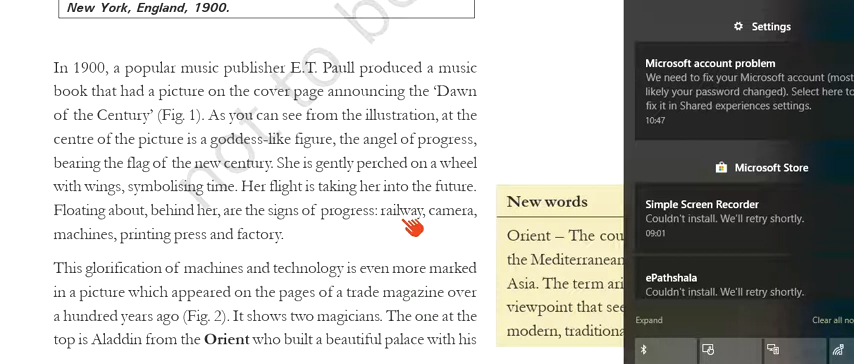 New York, England, 1900.
In 1900, a popular music publisher E.T. Paull produced a music
book that had a picture on the cover page announcing the ‘Dawn
of the Century’ (Fig. 1). As you can see from the illustration, at the
centre of the picture is a goddess-like figure, the angel of progress,
bearing the flag of the new century. She is gently perched on a wheel
with wings, symbolising time. Her flight is taking her into the future.
Floating about, behind her, are the signs of progress: railway, camera,
machines, printing press and factory.
This glorification of machines and technology is even more marked
in a picture which appeared on the pages of a trade magazine over
a hundred years ago (Fig. 2). It shows two magicians. The one at the
top is Aladdin from the Orient who built a beautiful palace with his
not to be
New words
Orient – The cou
the Mediterranean
Asia. The term ari
viewpoint that see
modern, traditiona
Settings
Microsoft account problem
We need to fix your Microsoft account (most
likely your password changed). Select here to
fix it in Shared experiences settings.
10:47
Microsoft Store
Simple Screen Recorder
Couldn't install. We'll retry shortly.
09:01
ePathshala
Couldn't install. We'll retry shortly.
Expand
Clear all no